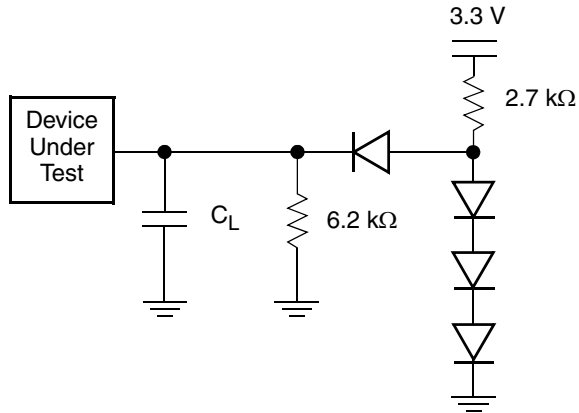 3.3 V
2.7 kΩ
Device
Under
Test
C_L
6.2 kΩ